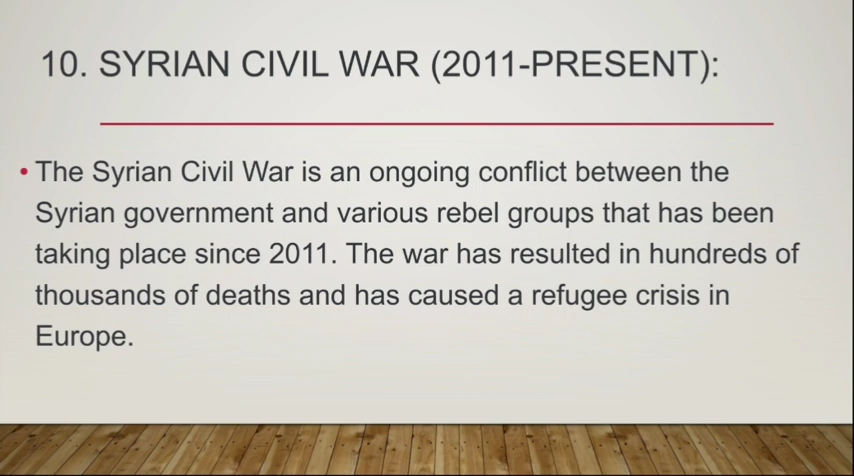 10. SYRIAN CIVIL WAR (2011-PRESENT):
• The Syrian Civil War is an ongoing conflict between the
Syrian government and various rebel groups that has been
taking place since 2011. The war has resulted in hundreds of
thousands of deaths and has caused a refugee crisis in
Europe.